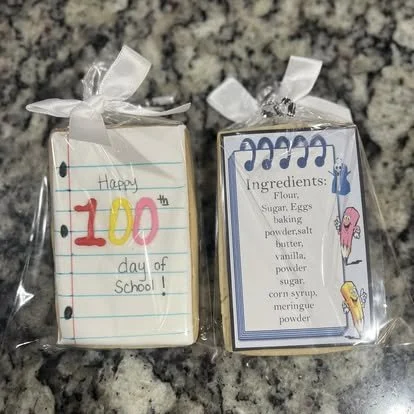 Happy
100th
day of
School!
Ingredients:
Flour,
Sugar, Eggs
baking
powder,salt
butter,
vanilla,
powder
sugar.
corn syrup.
meringue
powder